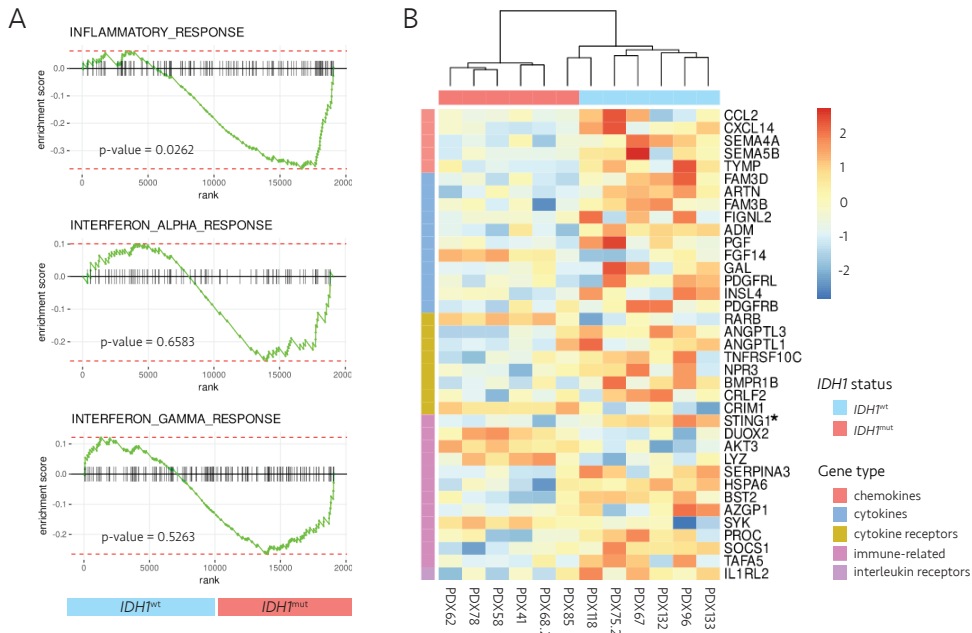 A
INFLAMMATORY_RESPONSE
enrichment score
0.0
-0.1
-0.2
-0.3
p-value = 0.0262
0
5000
10000
15000
rank
INTERFERON_ALPHA_RESPONSE
enrichment score
0.1
0.0
-0.1
-0.2
p-value = 0.6583
0
5000
10000
15000
2000
rank
INTERFERON_GAMMA_RESPONSE
enrichment score
0.1
0.0
-0.1
-0.2
p-value = 0.5263
0
5000
10000
15000
2000
rank
IDH1wt
IDH1mut
B
CCL2
CXCL14
SEMA4A
SEMA5B
TYMP
FAM3D
ARTN
FAM3B
FIGNL2
ADM
PGF
FGF14
GAL
PDGFRL
INSL4
PDGFRB
RARB
ANGPTL3
ANGPTL1
TNFRSF10C
NPR3
BMPR1B
CRLF2
CRIM1
STING1*
DUOX2
AKT3
LYZ
SERPINA3
HSPA6
BST2
AZGP1
SYK
PROC
SOCS1
TAFA5
IL1RL2
PDX62
PDX78
PDX58
PDX41
PDX68.
PDX85
PDX118
PDX75.2
PDX67
PDX132
PDX96
PDX133
2
1
0
-1
-2
IDH1 status
IDH1wt
IDH1mut
Gene type
chemokines
cytokines
cytokine receptors
immune-related
interleukin receptors